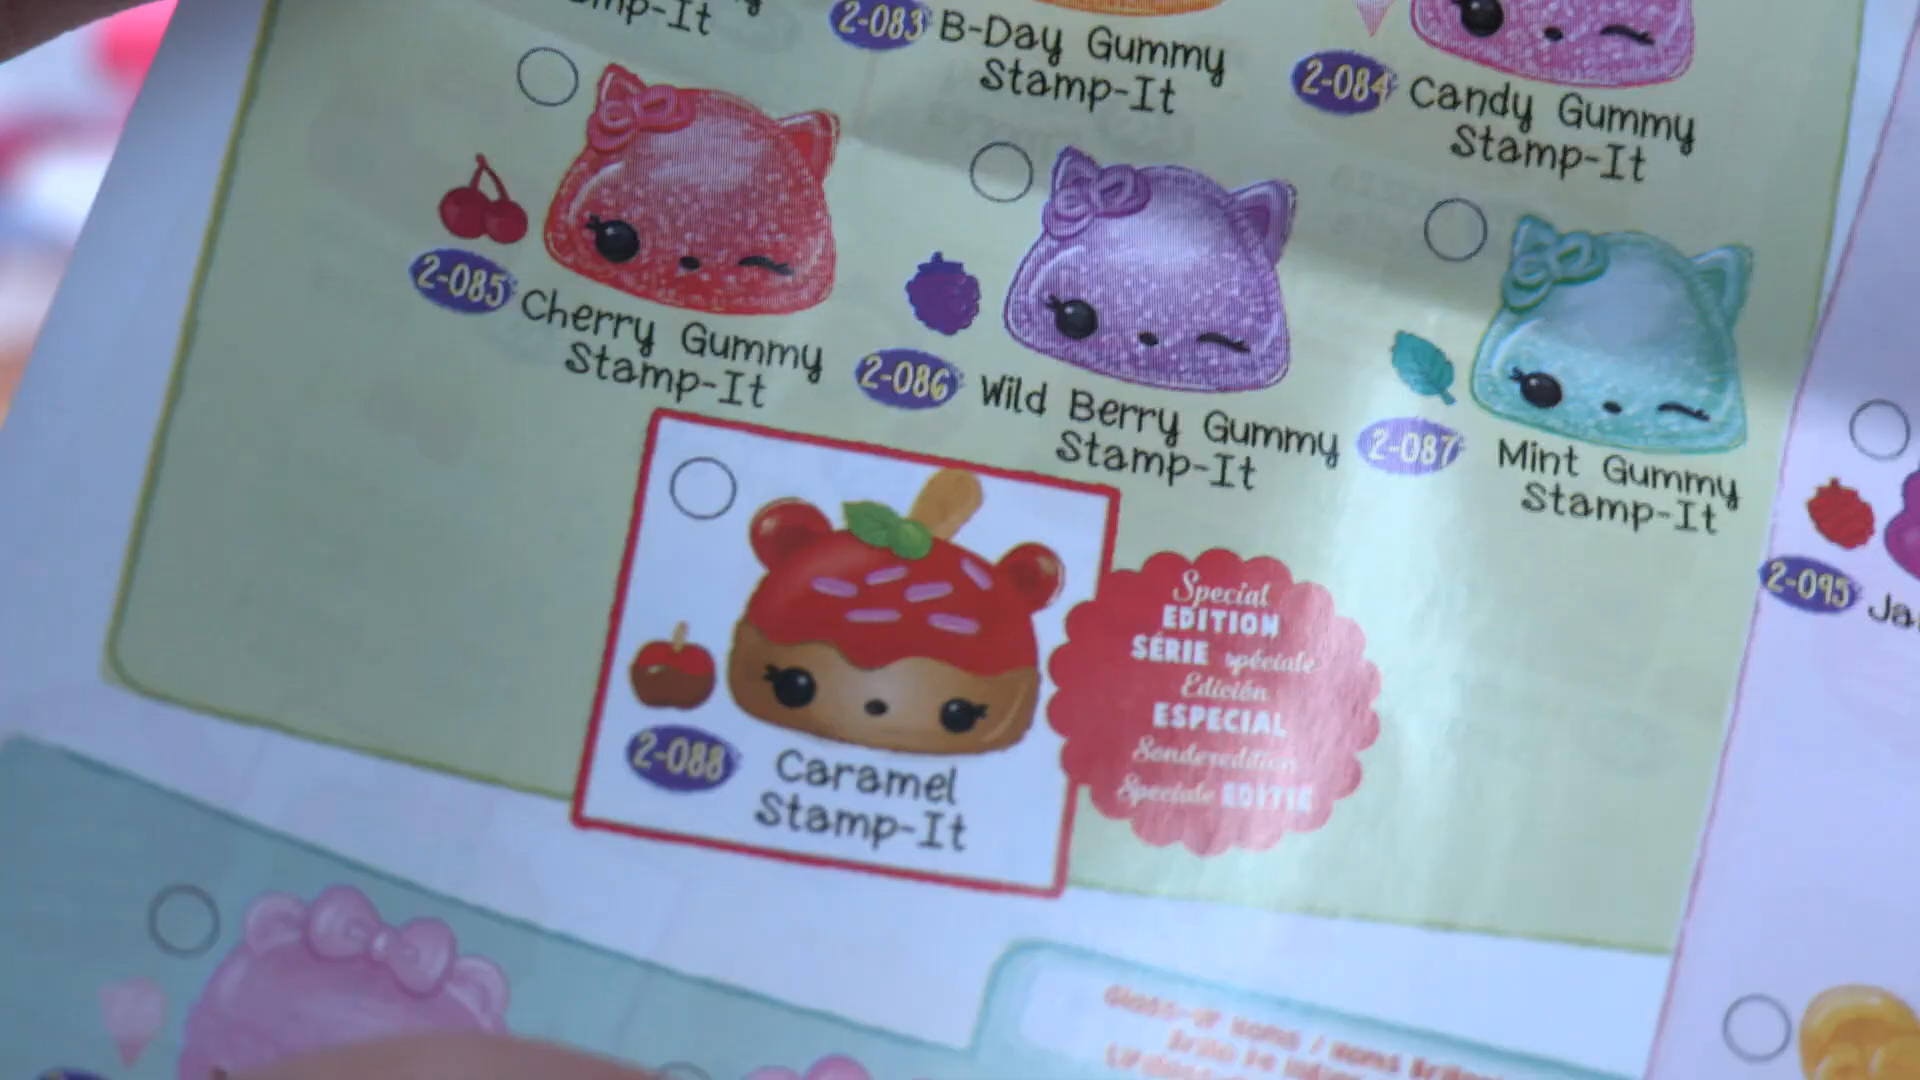 2-083 B-Day Gummy
Stamp-It
2-084 Candy Gummy
Stamp-It
2-085 Cherry Gummy
Stamp-It
2-086 Wild Berry Gummy
Stamp-It
2-087 Mint Gummy
Stamp-It
2-088 Caramel
Stamp-It
Special
EDITION
SÉRIE spéciale
Edición
ESPECIAL
Sonderedition
Speciale EDITIE
2-095